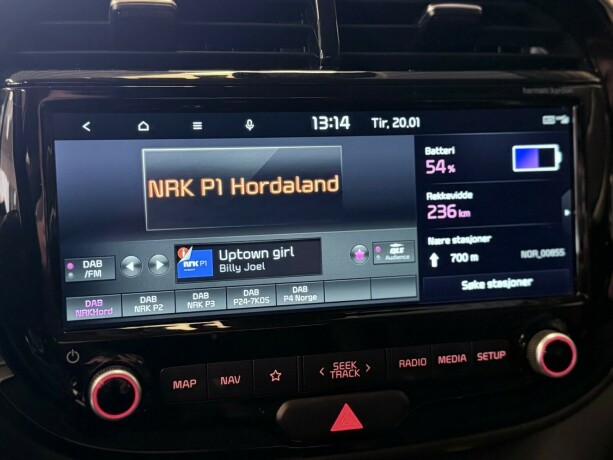 harman/kardon
13:14 Tir, 20.01
NRK P1 Hordaland
Batteri
54 %
Rekkevidde
236 km
Nære stasjoner
700 m NOR_00855
Søke stasjoner
DAB
/FM
NRK P1
Uptown girl
Billy Joel
QLS
Audience
DAB
NRKHord
DAB
NRK P2
DAB
NRK P3
DAB
P24-7KOS
DAB
P4 Norge
MAP NAV SEEK
TRACK RADIO MEDIA SETUP